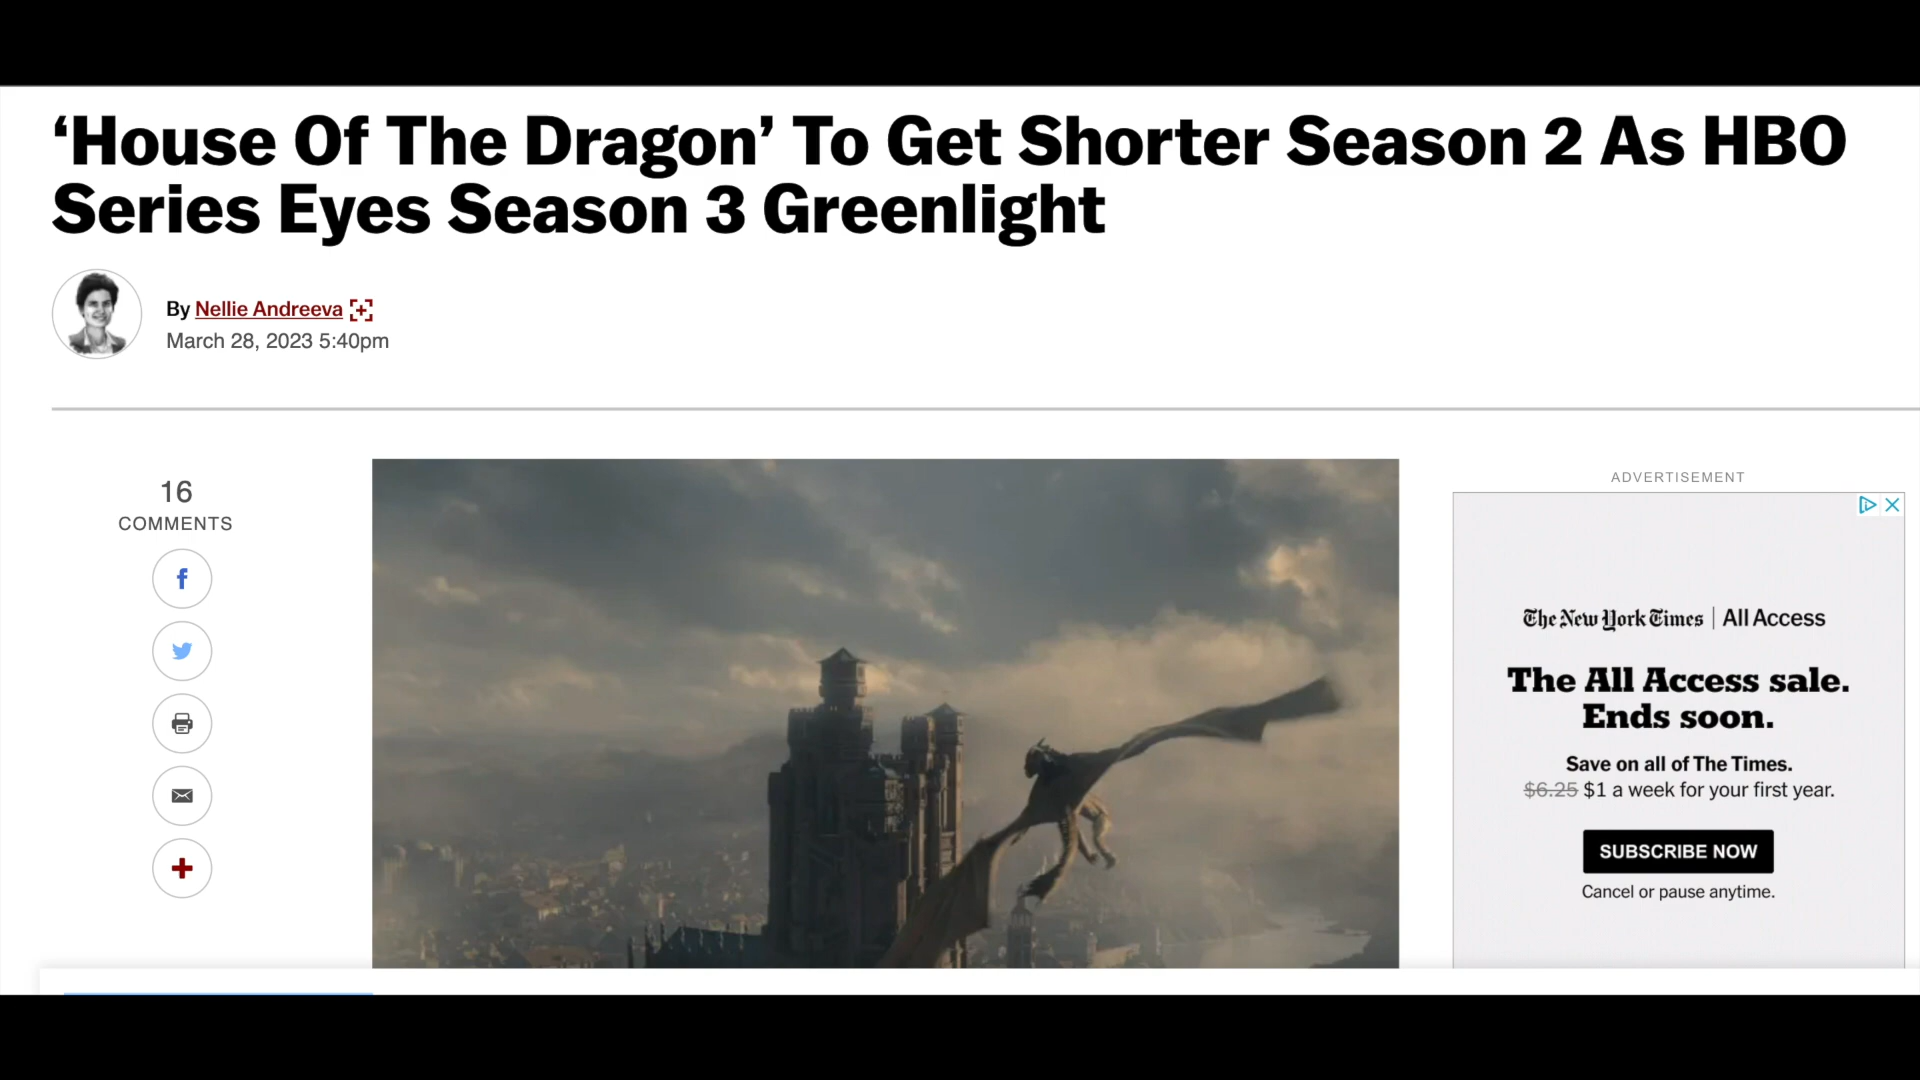 ‘House Of The Dragon’ To Get Shorter Season 2 As HBO
Series Eyes Season 3 Greenlight
By Nellie Andreeva
March 28, 2023 5:40pm
16
COMMENTS
ADVERTISEMENT
The New York Times | All Access
The All Access sale.
Ends soon.
Save on all of The Times.
$6.25 $1 a week for your first year.
SUBSCRIBE NOW
Cancel or pause anytime.